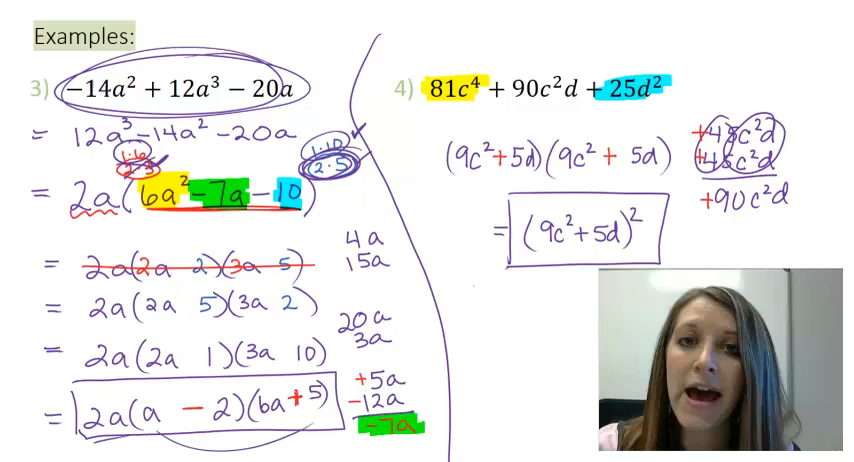 Examples:
3) −14a² + 12a³ − 20a
= 12a³ − 14a² − 20a
1·6
2·3
1·10
2·5
= 2a(6a² − 7a − 10)
= 2a(2a 2)(3a 5)
4a
15a
= 2a(2a 5)(3a 2)
= 2a(2a 1)(3a 10)
20a
3a
= 2a(a − 2)(6a + 5)
+5a
−12a
−7a
4) 81c⁴ + 90c²d + 25d²
(9c² + 5d)(9c² + 5d)
+45c²d
+45c²d
+90c²d
= (9c² + 5d)²